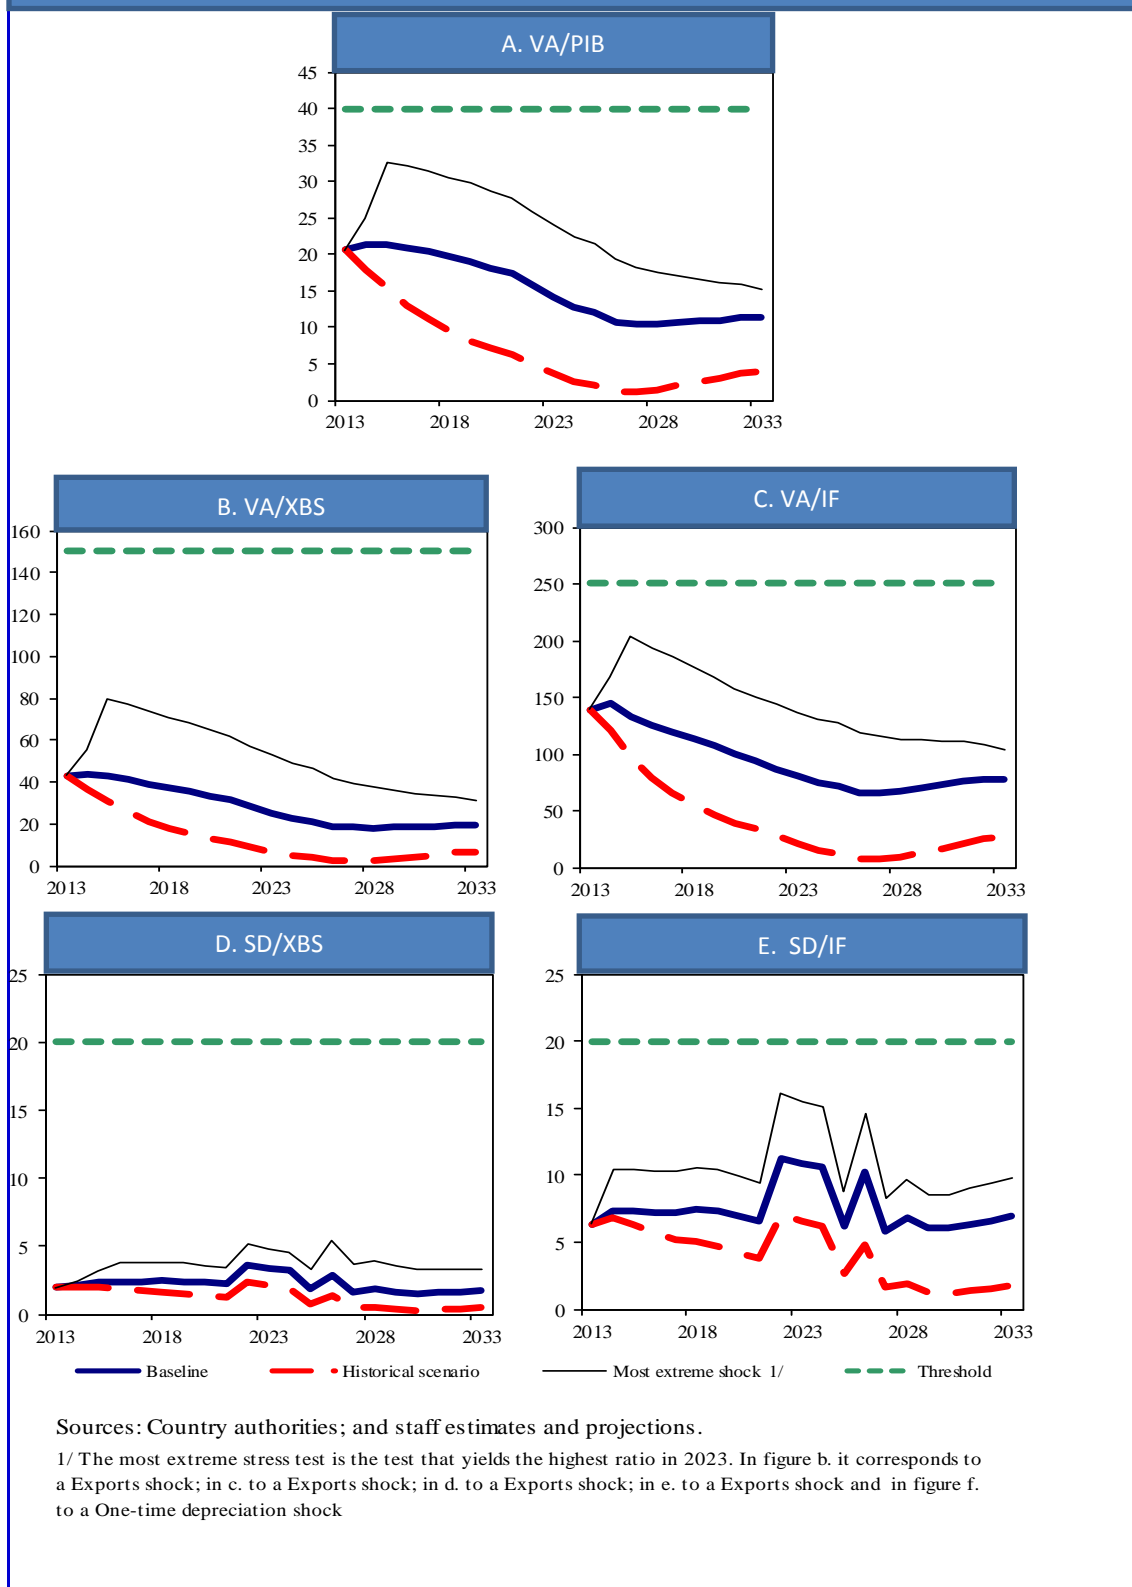 A. VA/PIB
45
40
35
30
25
20
15
10
5
0
2013 2018 2023 2028 2033
B. VA/XBS
160
140
120
100
80
60
40
20
0
2013 2018 2023 2028 2033
C. VA/IF
300
250
200
150
100
50
0
2013 2018 2023 2028 2033
D. SD/XBS
25
20
15
10
5
0
2013 2018 2023 2028 2033
E. SD/IF
25
20
15
10
5
0
2013 2018 2023 2028 2033
Baseline Historical scenario Most extreme shock 1/ Threshold
Sources: Country authorities; and staff estimates and projections.
1/ The most extreme stress test is the test that yields the highest ratio in 2023. In figure b. it corresponds to
a Exports shock; in c. to a Exports shock; in d. to a Exports shock; in e. to a Exports shock and in figure f.
to a One-time depreciation shock